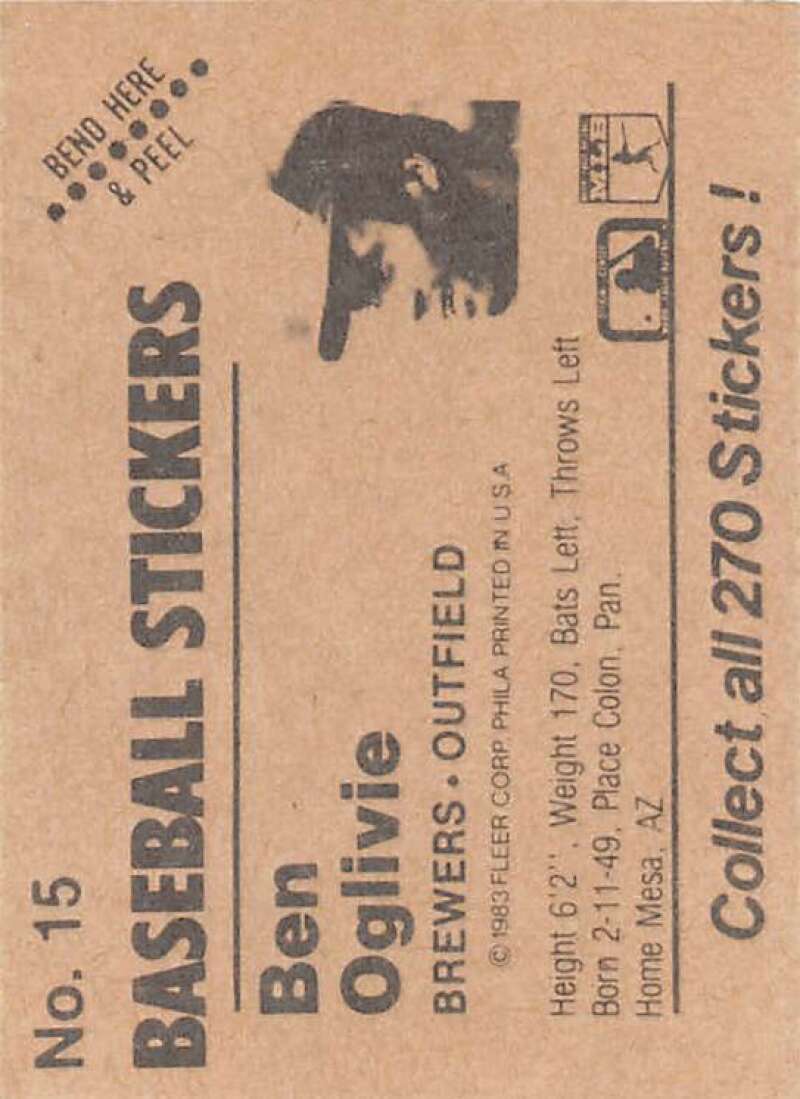 No. 15
BEND HERE
& PEEL
BASEBALL STICKERS
Ben
Oglivie
BREWERS • OUTFIELD
© 1983 FLEER CORP. PHILA PRINTED IN U.S.A
Height 6'2'', Weight 170, Bats Left, Throws Left
Born 2-11-49, Place Colon, Pan.
Home Mesa, AZ
Collect all 270 Stickers!